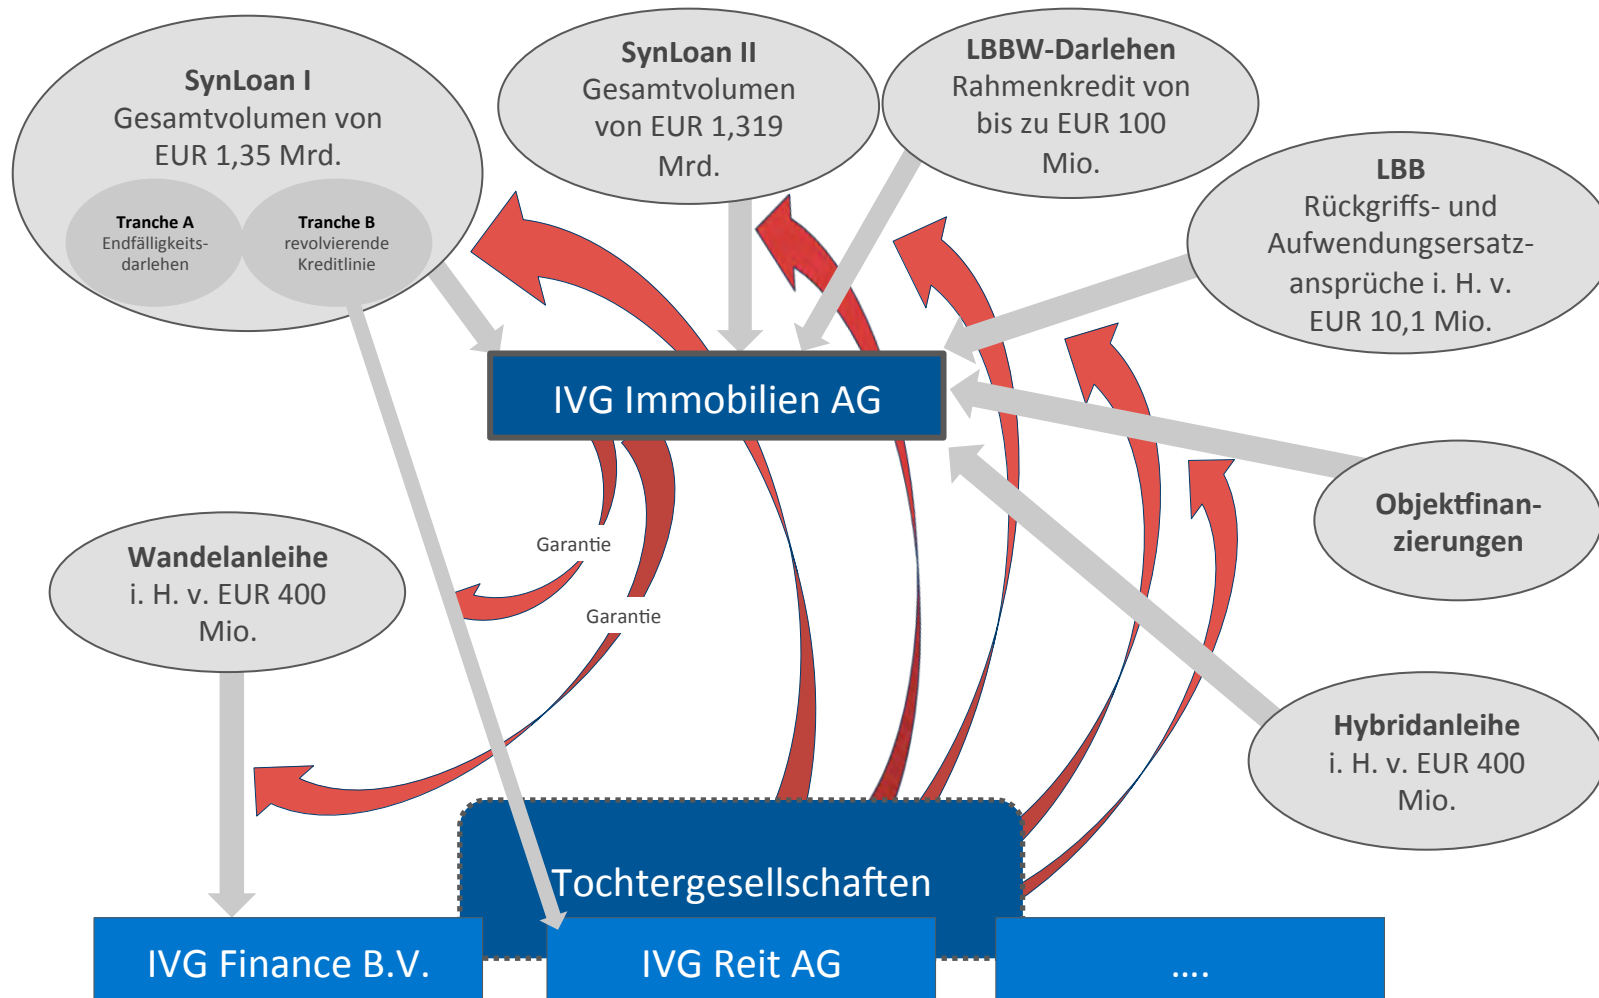 SynLoan I
Gesamtvolumen von
EUR 1,35 Mrd.
Tranche A
Endfälligkeits-
darlehen
Tranche B
revolvierende
Kreditlinie
SynLoan II
Gesamtvolumen
von EUR 1,319
Mrd.
LBBW-Darlehen
Rahmenkredit von
bis zu EUR 100
Mio.
LBB
Rückgriffs- und
Aufwendungsersatz-
ansprüche i. H. v.
EUR 10,1 Mio.
IVG Immobilien AG
Objektfinan-
zierungen
Garantie
Garantie
Wandelanleihe
i. H. v. EUR 400
Mio.
Hybridanleihe
i. H. v. EUR 400
Mio.
Tochtergesellschaften
IVG Finance B.V.
IVG Reit AG
....